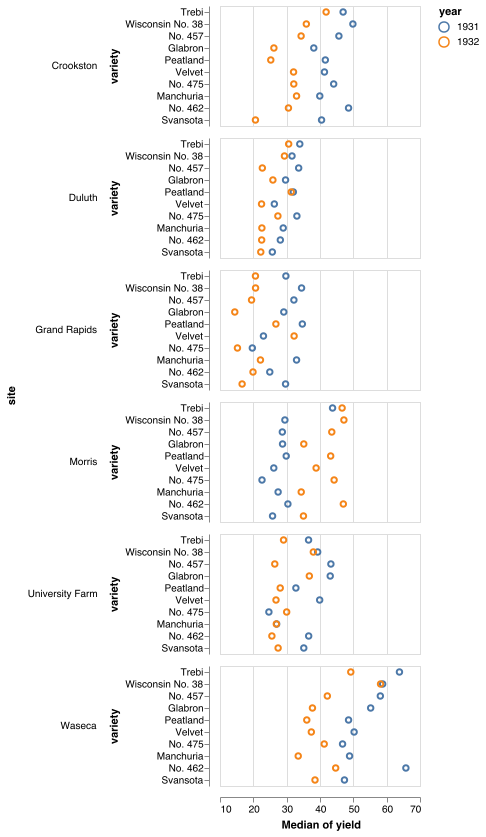 year
1931
1932
site
Crookston
variety
Trebi
Wisconsin No. 38
No. 457
Glabron
Peatland
Velvet
No. 475
Manchuria
No. 462
Svansota
Duluth
variety
Trebi
Wisconsin No. 38
No. 457
Glabron
Peatland
Velvet
No. 475
Manchuria
No. 462
Svansota
Grand Rapids
variety
Trebi
Wisconsin No. 38
No. 457
Glabron
Peatland
Velvet
No. 475
Manchuria
No. 462
Svansota
Morris
variety
Trebi
Wisconsin No. 38
No. 457
Glabron
Peatland
Velvet
No. 475
Manchuria
No. 462
Svansota
University Farm
variety
Trebi
Wisconsin No. 38
No. 457
Glabron
Peatland
Velvet
No. 475
Manchuria
No. 462
Svansota
Waseca
variety
Trebi
Wisconsin No. 38
No. 457
Glabron
Peatland
Velvet
No. 475
Manchuria
No. 462
Svansota
10 20 30 40 50 60 70
Median of yield